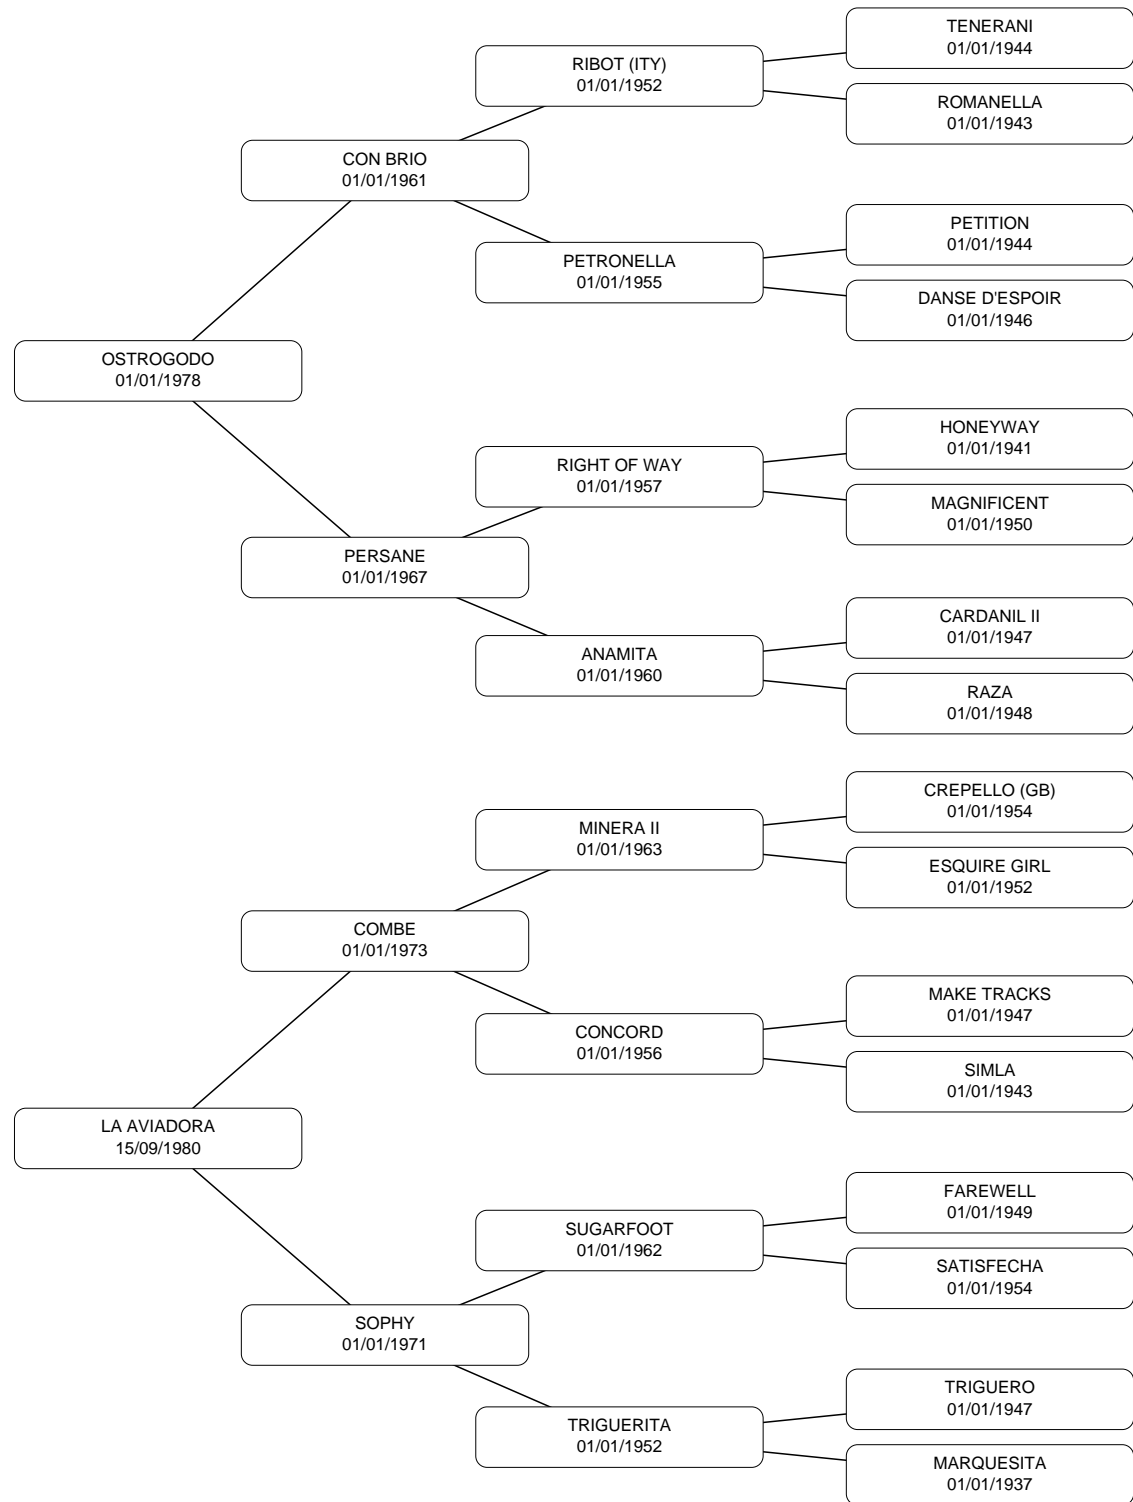 TENERANI
01/01/1944
RIBOT (ITY)
01/01/1952
ROMANELLA
01/01/1943
CON BRIO
01/01/1961
PETITION
01/01/1944
PETRONELLA
01/01/1955
DANSE D'ESPOIR
01/01/1946
OSTROGODO
01/01/1978
HONEYWAY
01/01/1941
RIGHT OF WAY
01/01/1957
MAGNIFICENT
01/01/1950
PERSANE
01/01/1967
CARDANIL II
01/01/1947
ANAMITA
01/01/1960
RAZA
01/01/1948
CREPELLO (GB)
01/01/1954
MINERA II
01/01/1963
ESQUIRE GIRL
01/01/1952
COMBE
01/01/1973
MAKE TRACKS
01/01/1947
CONCORD
01/01/1956
SIMLA
01/01/1943
LA AVIADORA
15/09/1980
FAREWELL
01/01/1949
SUGARFOOT
01/01/1962
SATISFECHA
01/01/1954
SOPHY
01/01/1971
TRIGUERO
01/01/1947
TRIGUERITA
01/01/1952
MARQUESITA
01/01/1937